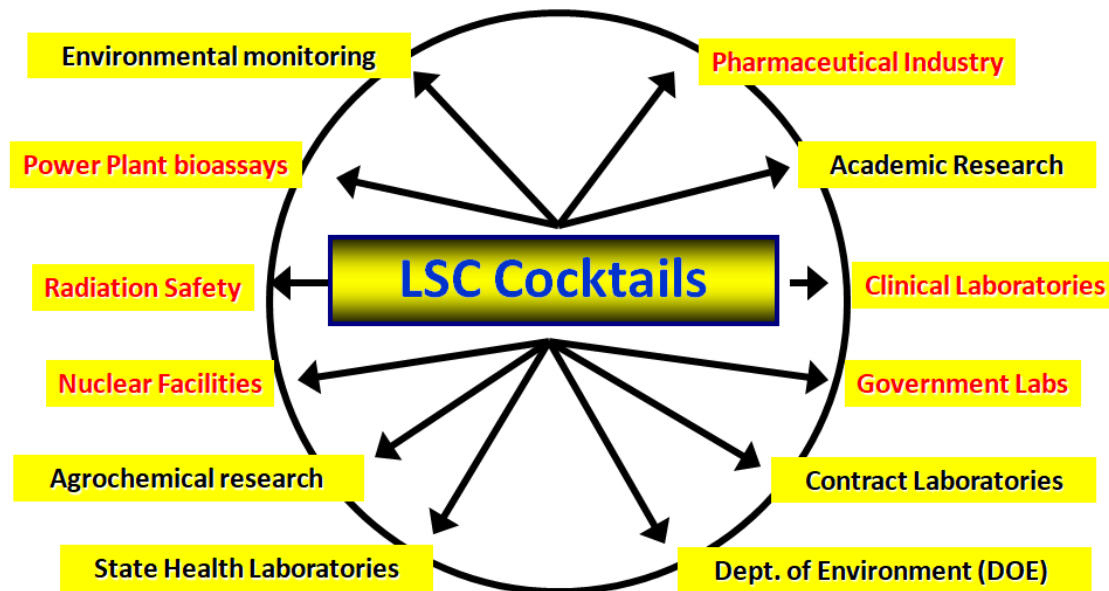 Environmental monitoring
Pharmaceutical Industry
Power Plant bioassays
Academic Research
LSC Cocktails
Radiation Safety
Clinical Laboratories
Nuclear Facilities
Government Labs
Agrochemical research
Contract Laboratories
State Health Laboratories
Dept. of Environment (DOE)